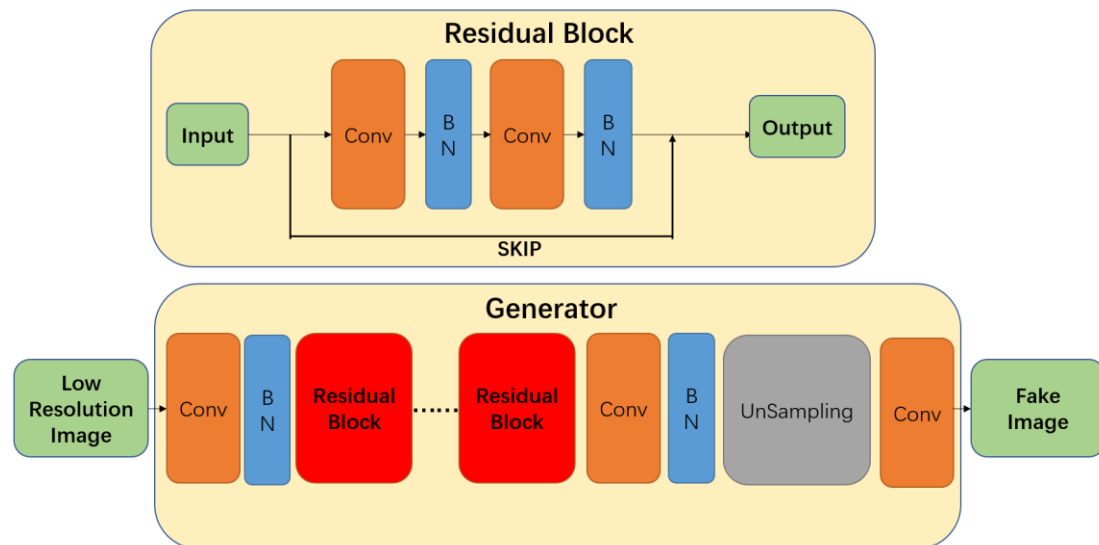 Residual Block
Input
Conv
B
N
Conv
B
N
Output
SKIP
Generator
Low
Resolution
Image
Conv
B
N
Residual
Block
......
Residual
Block
Conv
B
N
UnSampling
Conv
Fake
Image